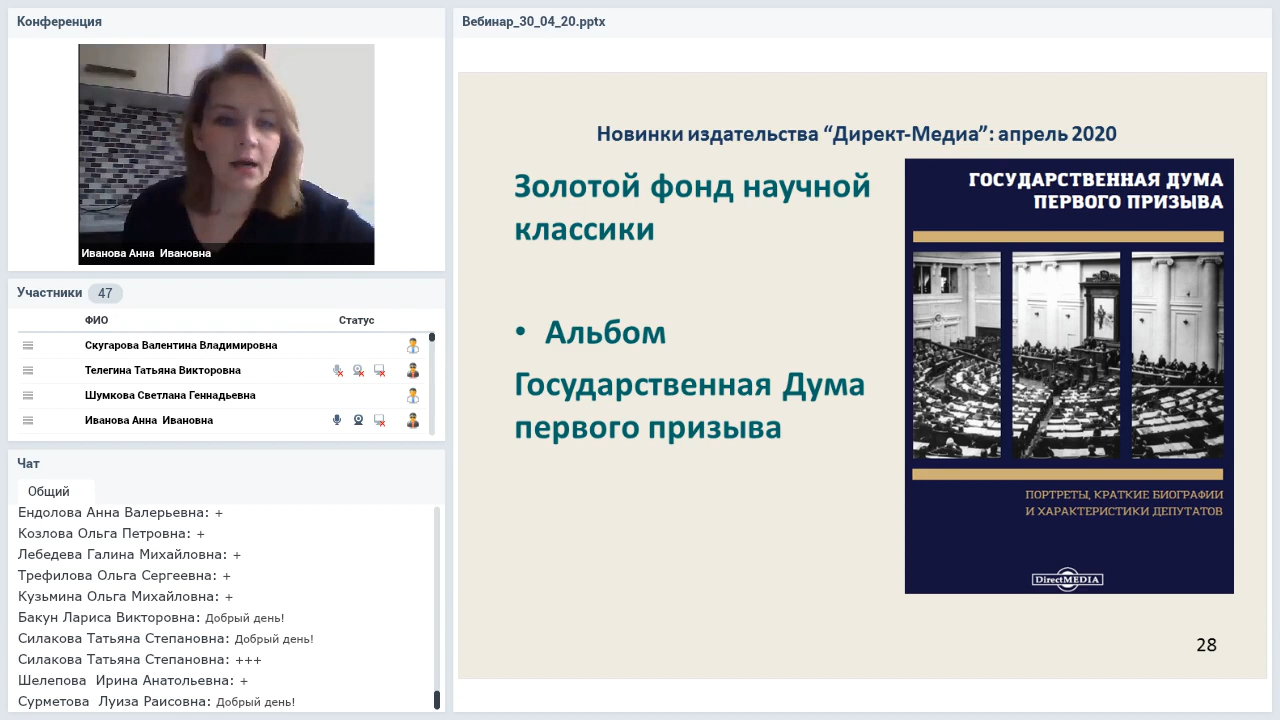 Конференция
Иванова Анна  Ивановна
Участники 47
ФИО Статус
Скугарова Валентина Владимировна
Телегина Татьяна Викторовна
Шумкова Светлана Геннадьевна
Иванова Анна  Ивановна
Чат
Общий
Ендолова Анна Валерьевна: +
Козлова Ольга Петровна: +
Лебедева Галина Михайловна: +
Трефилова Ольга Сергеевна: +
Кузьмина Ольга Михайловна: +
Бакун Лариса Викторовна: Добрый день!
Силакова Татьяна Степановна: Добрый день!
Силакова Татьяна Степановна: +++
Шелепова  Ирина Анатольевна: +
Сурметова  Луиза Раисовна: Добрый день!
Вебинар_30_04_20.pptx
Новинки издательства “Директ-Медиа”: апрель 2020
Золотой фонд научной
классики
• Альбом
Государственная Дума
первого призыва
ГОСУДАРСТВЕННАЯ ДУМА
ПЕРВОГО ПРИЗЫВА
ПОРТРЕТЫ, КРАТКИЕ БИОГРАФИИ
И ХАРАКТЕРИСТИКИ ДЕПУТАТОВ
DirectMEDIA
28